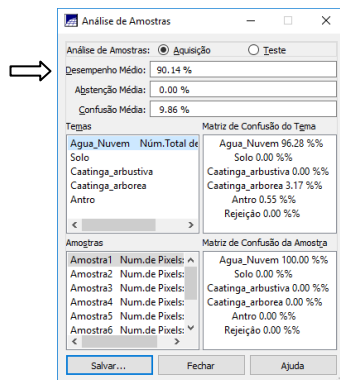 Análise de Amostras
Análise de Amostras: Aquisição Teste
Desempenho Médio: 90.14 %
Abstenção Média: 0.00 %
Confusão Média: 9.86 %
Temas
Agua_Nuvem Núm.Total de
Solo
Caatinga_arbustiva
Caatinga_arborea
Antro
Matriz de Confusão do Tema
Agua_Nuvem 96.28 %%
Solo 0.00 %%
Caatinga_arbustiva 0.00 %%
Caatinga_arborea 3.17 %%
Antro 0.55 %%
Rejeição 0.00 %%
Amostras
Amostra1 Num.de Pixels:
Amostra2 Num.de Pixels:
Amostra3 Num.de Pixels:
Amostra4 Num.de Pixels:
Amostra5 Num.de Pixels:
Amostra6 Num.de Pixels:
Matriz de Confusão da Amostra
Agua_Nuvem 100.00 %%
Solo 0.00 %%
Caatinga_arbustiva 0.00 %%
Caatinga_arborea 0.00 %%
Antro 0.00 %%
Rejeição 0.00 %%
Salvar... Fechar Ajuda